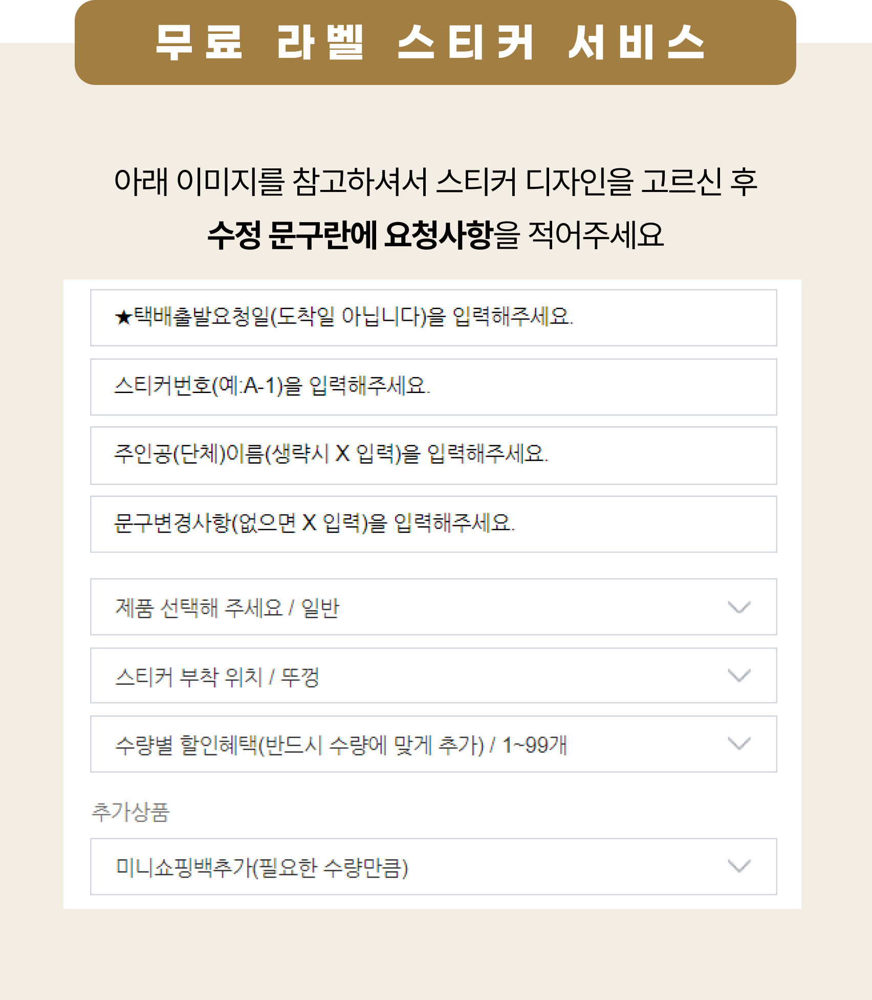 무료 라벨 스티커 서비스
아래 이미지를 참고하셔서 스티커 디자인을 고르신 후
수정 문구란에 요청사항을 적어주세요
★택배출발요청일(도착일 아닙니다)을 입력해주세요.
스티커번호(예:A-1)을 입력해주세요.
주인공(단체)이름(생략시 X 입력)을 입력해주세요.
문구변경사항(없으면 X 입력)을 입력해주세요.
제품 선택해 주세요 / 일반
스티커 부착 위치 / 뚜껑
수량별 할인혜택(반드시 수량에 맞게 추가) / 1~99개
추가상품
미니쇼핑백추가(필요한 수량만큼)